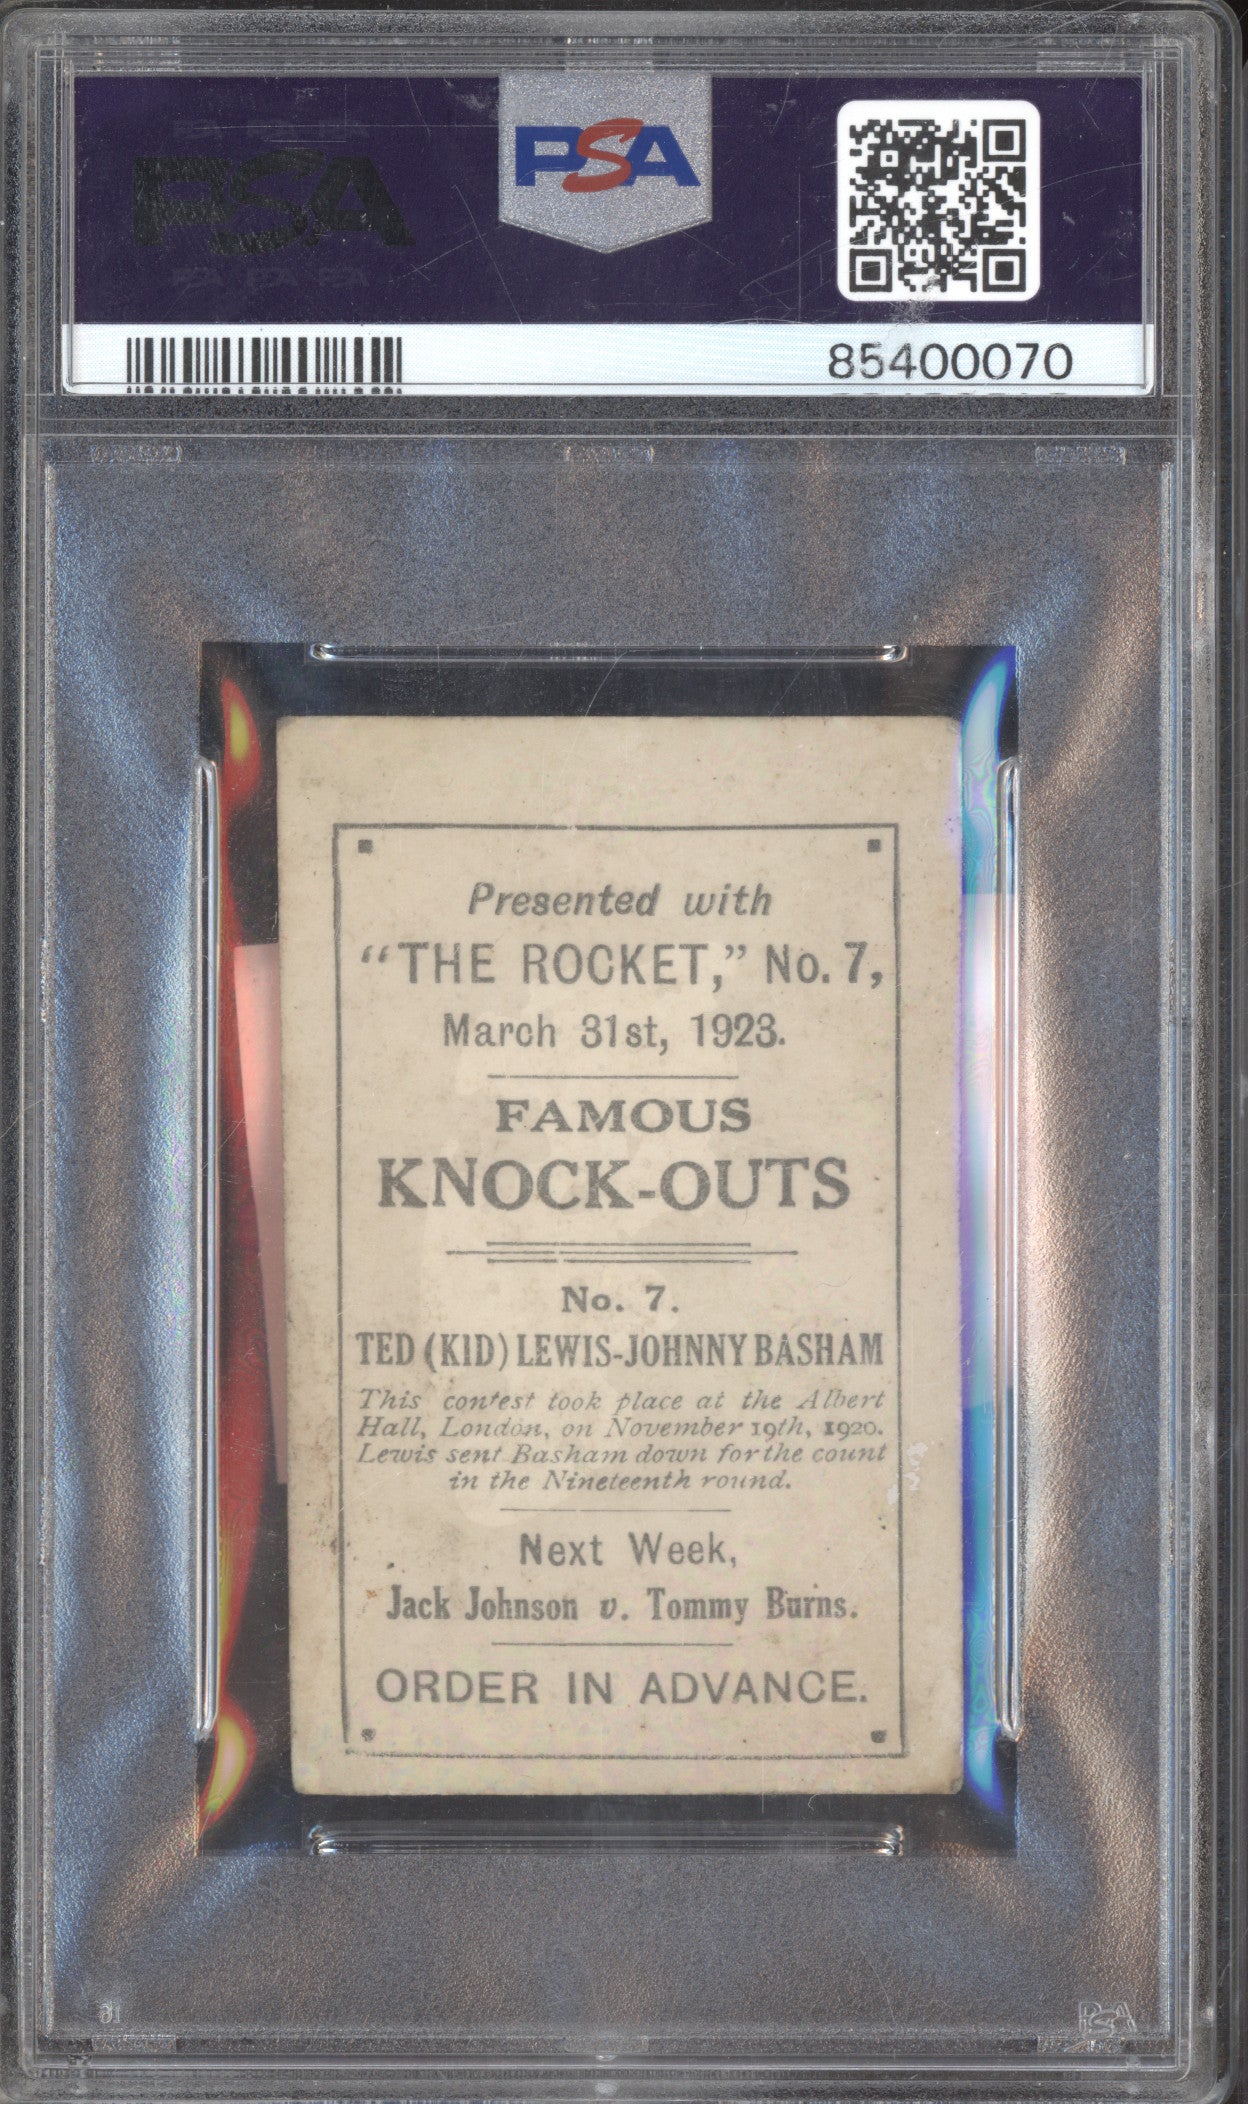 PSA
PSA
85400070
Presented with
"THE ROCKET," No. 7,
March 31st, 1923.
FAMOUS
KNOCK-OUTS
No. 7.
TED (KID) LEWIS-JOHNNY BASHAM
This contest took place at the Albert
Hall, London, on November 19th, 1920.
Lewis sent Basham down for the count
in the Nineteenth round.
Next Week,
Jack Johnson v. Tommy Burns.
ORDER IN ADVANCE.
PSA